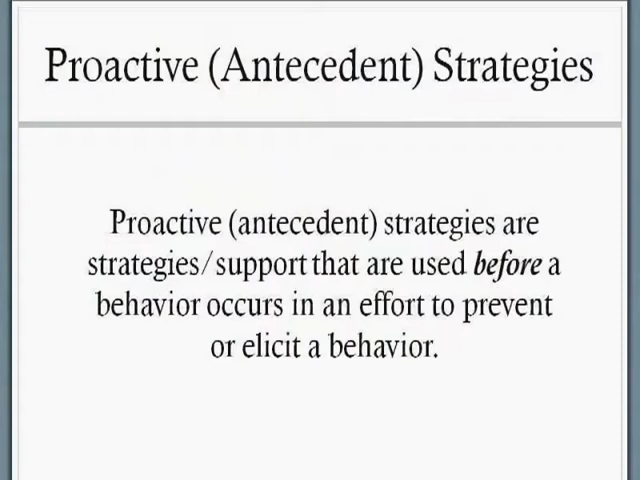 Proactive (Antecedent) Strategies
Proactive (antecedent) strategies are
strategies/support that are used before a
behavior occurs in an effort to prevent
or elicit a behavior.